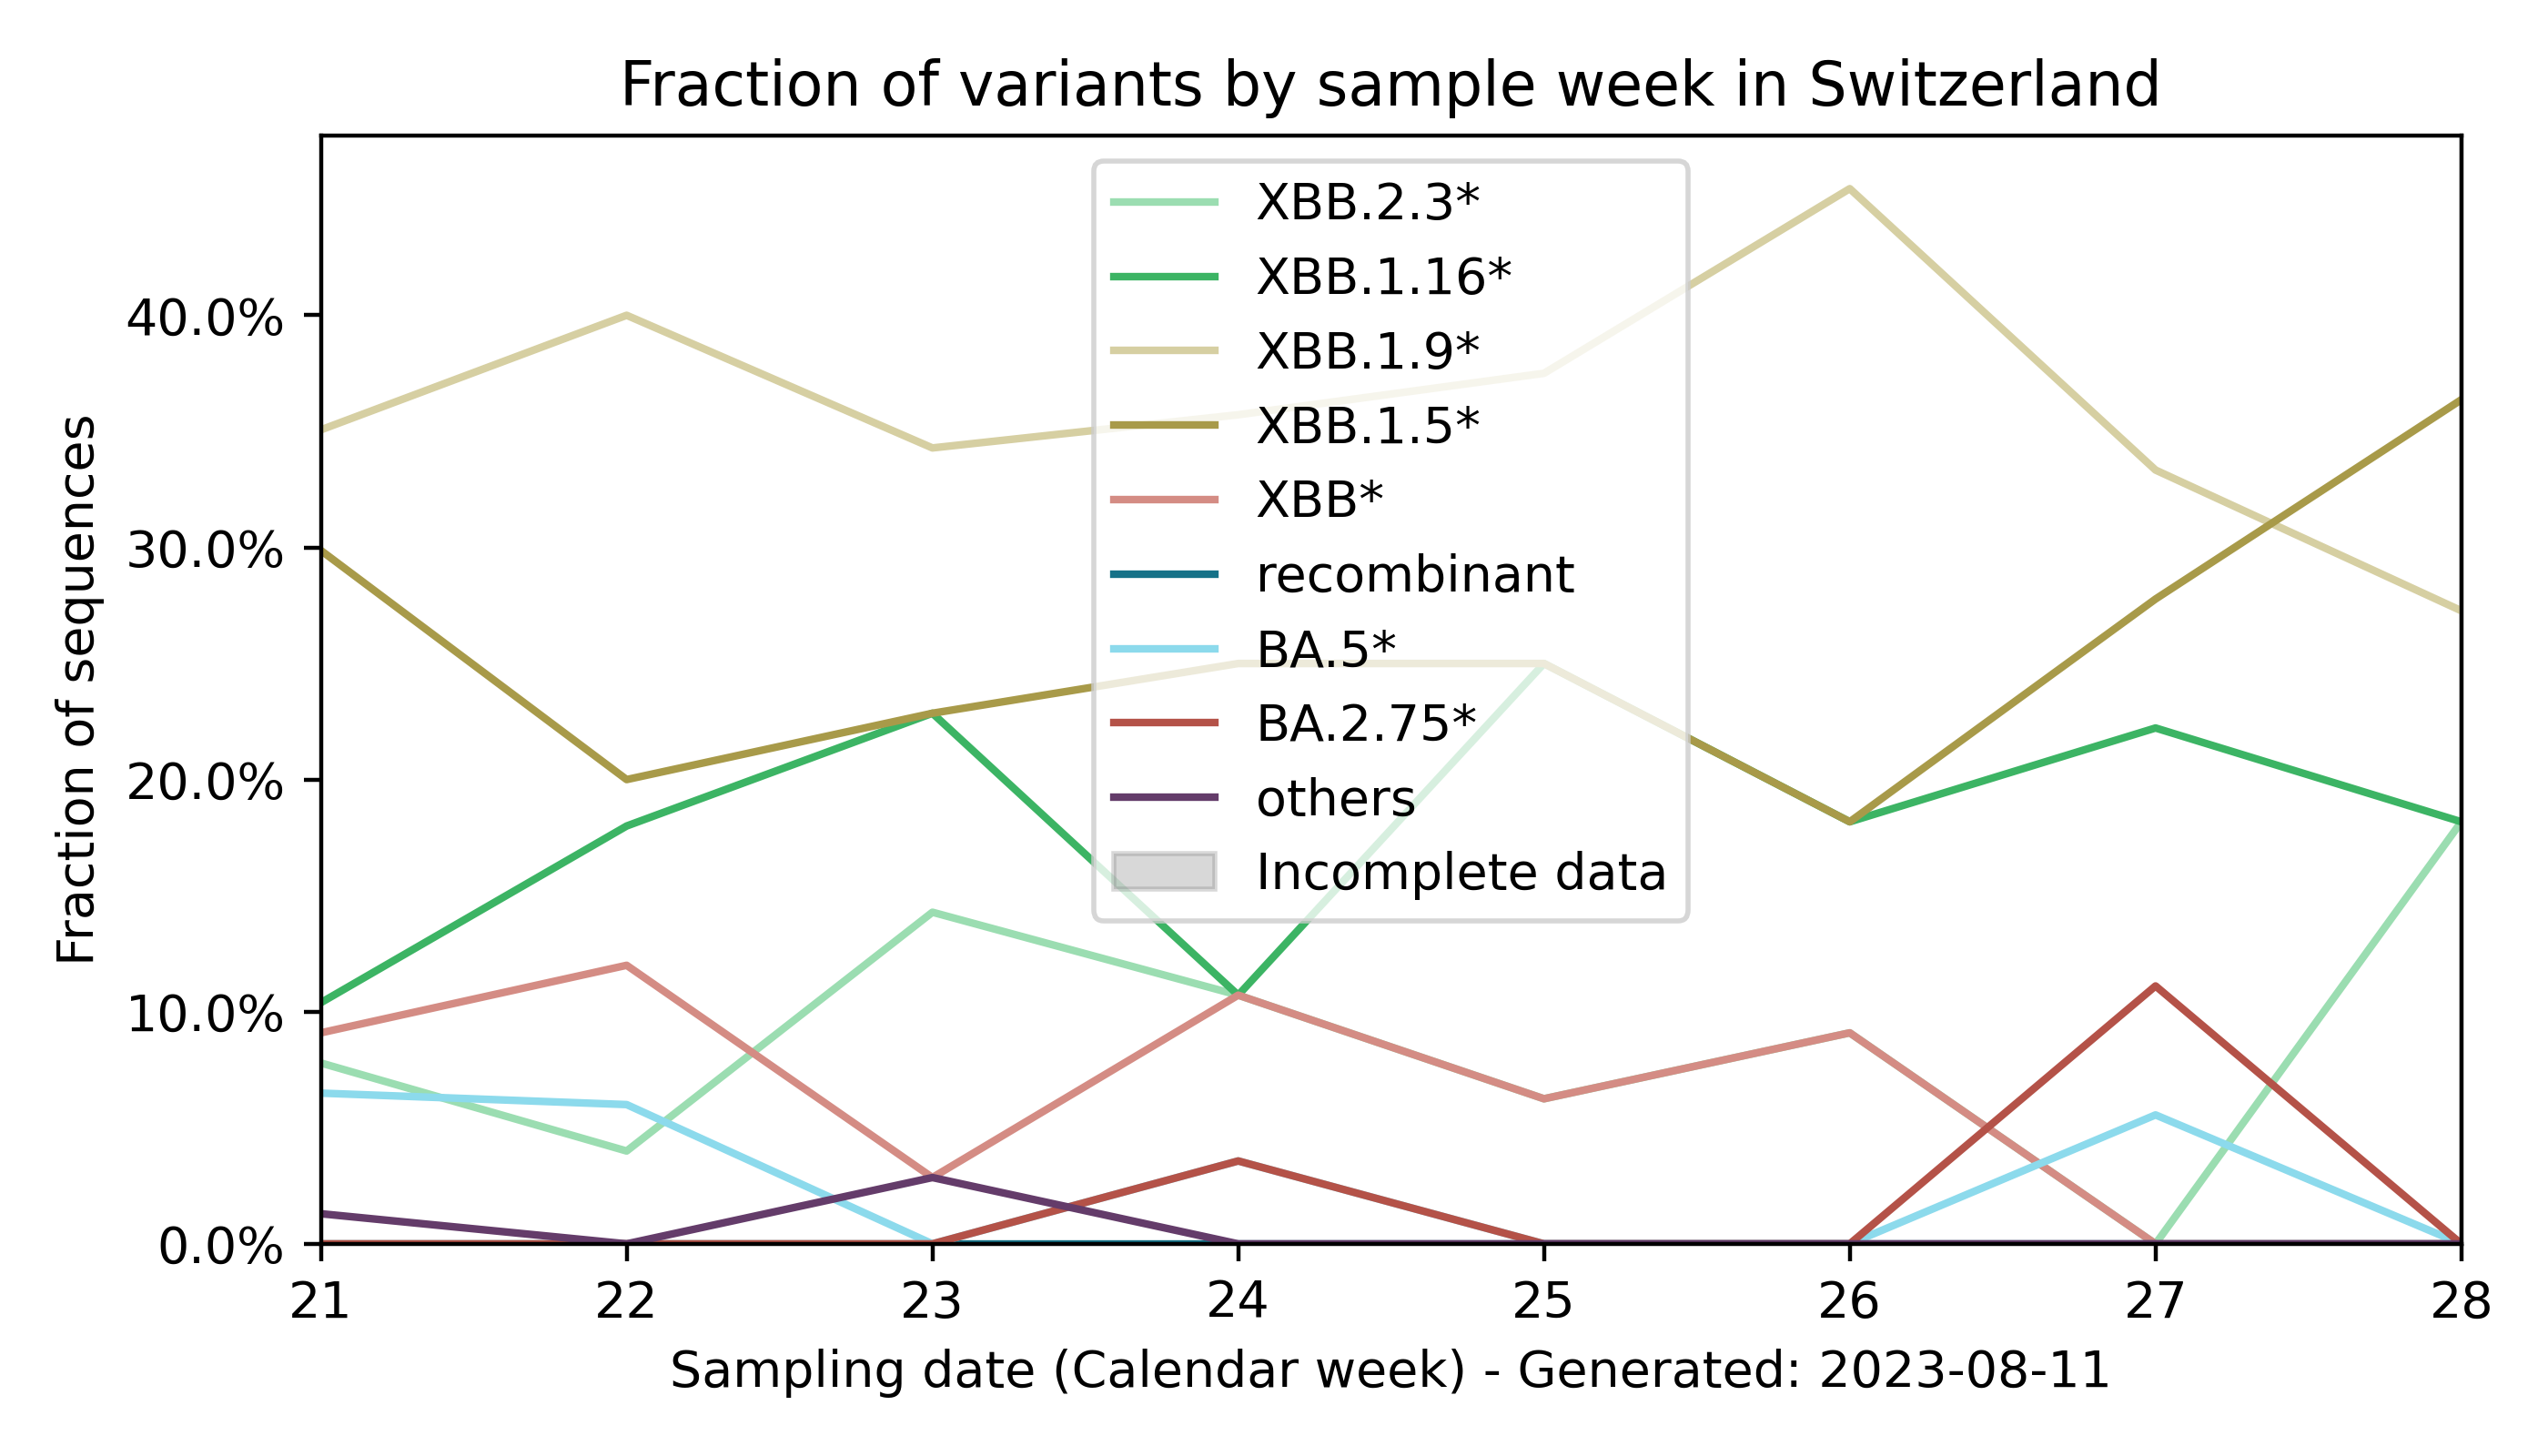 Fraction of variants by sample week in Switzerland
XBB.2.3*
XBB.1.16*
XBB.1.9*
XBB.1.5*
XBB*
recombinant
BA.5*
BA.2.75*
others
Incomplete data
Fraction of sequences
40.0%
30.0%
20.0%
10.0%
0.0%
21 22 23 24 25 26 27 28
Sampling date (Calendar week) - Generated: 2023-08-11